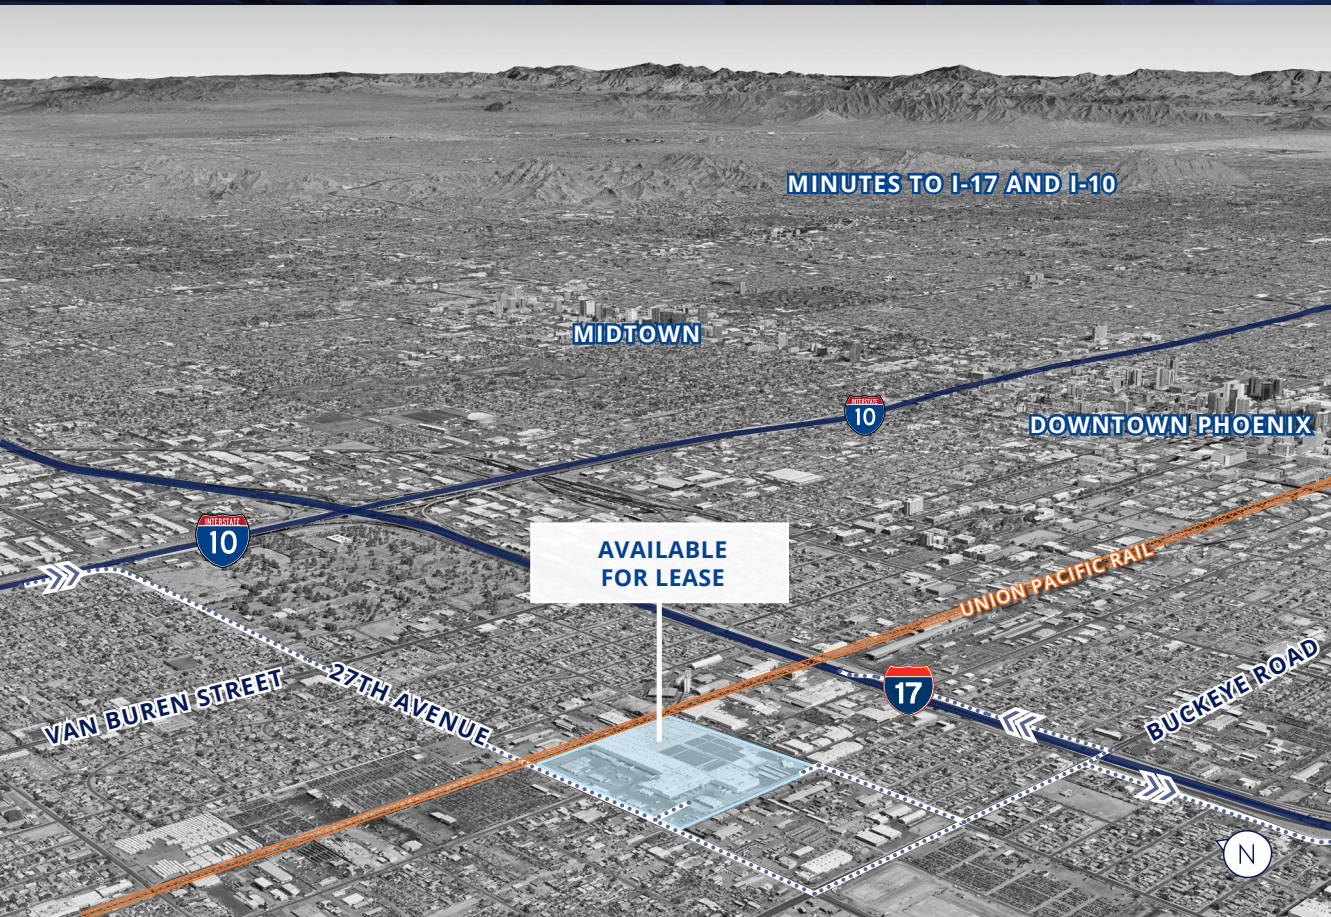 MINUTES TO I-17 AND I-10
MIDTOWN
INTERSTATE
10
DOWNTOWN PHOENIX
INTERSTATE
10
AVAILABLE
FOR LEASE
UNION PACIFIC RAIL
VAN BUREN STREET
27TH AVENUE
17
BUCKEYE ROAD
N